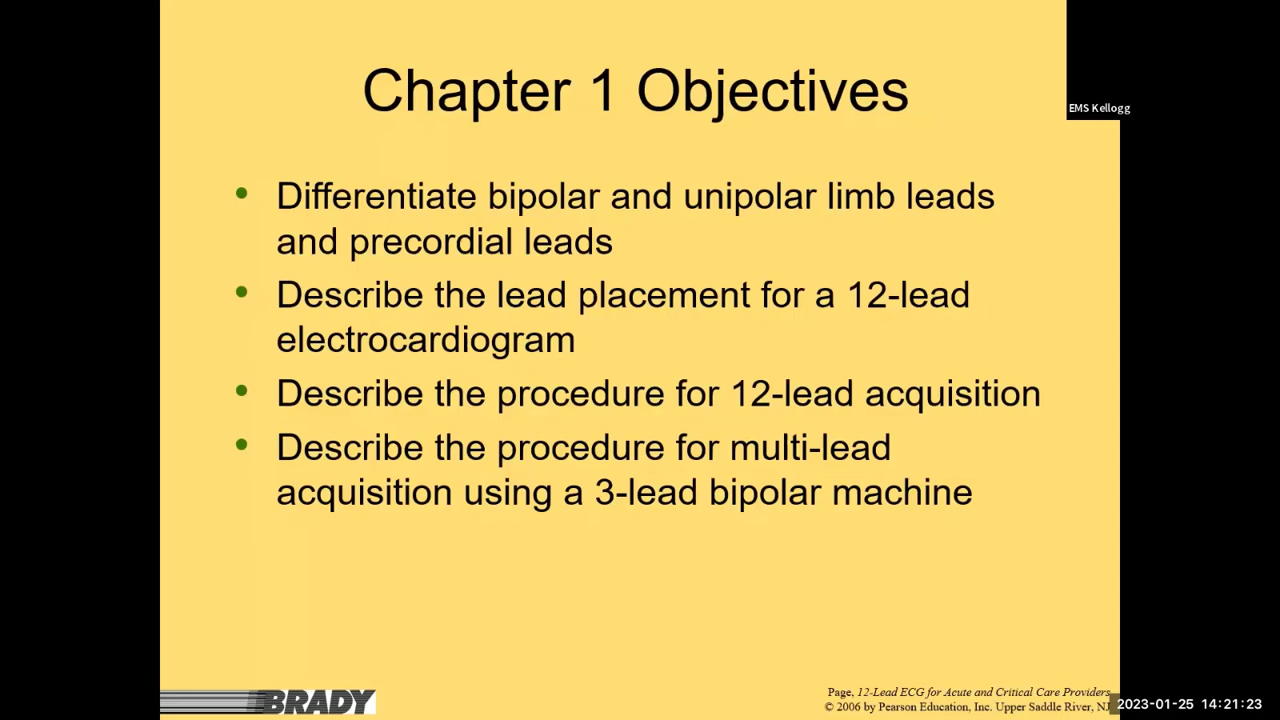 Chapter 1 Objectives
EMS Kellogg
• Differentiate bipolar and unipolar limb leads
and precordial leads
• Describe the lead placement for a 12-lead
electrocardiogram
• Describe the procedure for 12-lead acquisition
• Describe the procedure for multi-lead
acquisition using a 3-lead bipolar machine
BRADY
Page, 12-Lead ECG for Acute and Critical Care Providers
© 2006 by Pearson Education, Inc. Upper Saddle River, NJ
2023-01-25 14:21:23